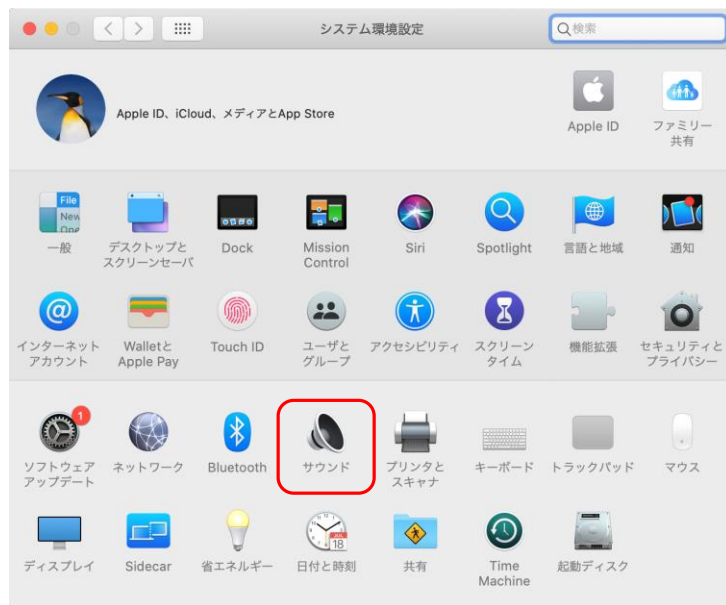 システム環境設定
検索
Apple ID、iCloud、メディアとApp Store
Apple ID
ファミリー
共有
File
New
Ope
一般
デスクトップと
スクリーンセーバ
Dock
Mission
Control
Siri
Spotlight
言語と地域
通知
インターネット
アカウント
Walletと
Apple Pay
Touch ID
ユーザと
グループ
アクセシビリティ
スクリーン
タイム
機能拡張
セキュリティと
プライバシー
1
ソフトウェア
アップデート
ネットワーク
Bluetooth
サウンド
プリンタと
スキャナ
キーボード
トラックパッド
マウス
ディスプレイ
Sidecar
省エネルギー
JUL
18
日付と時刻
共有
Time
Machine
起動ディスク